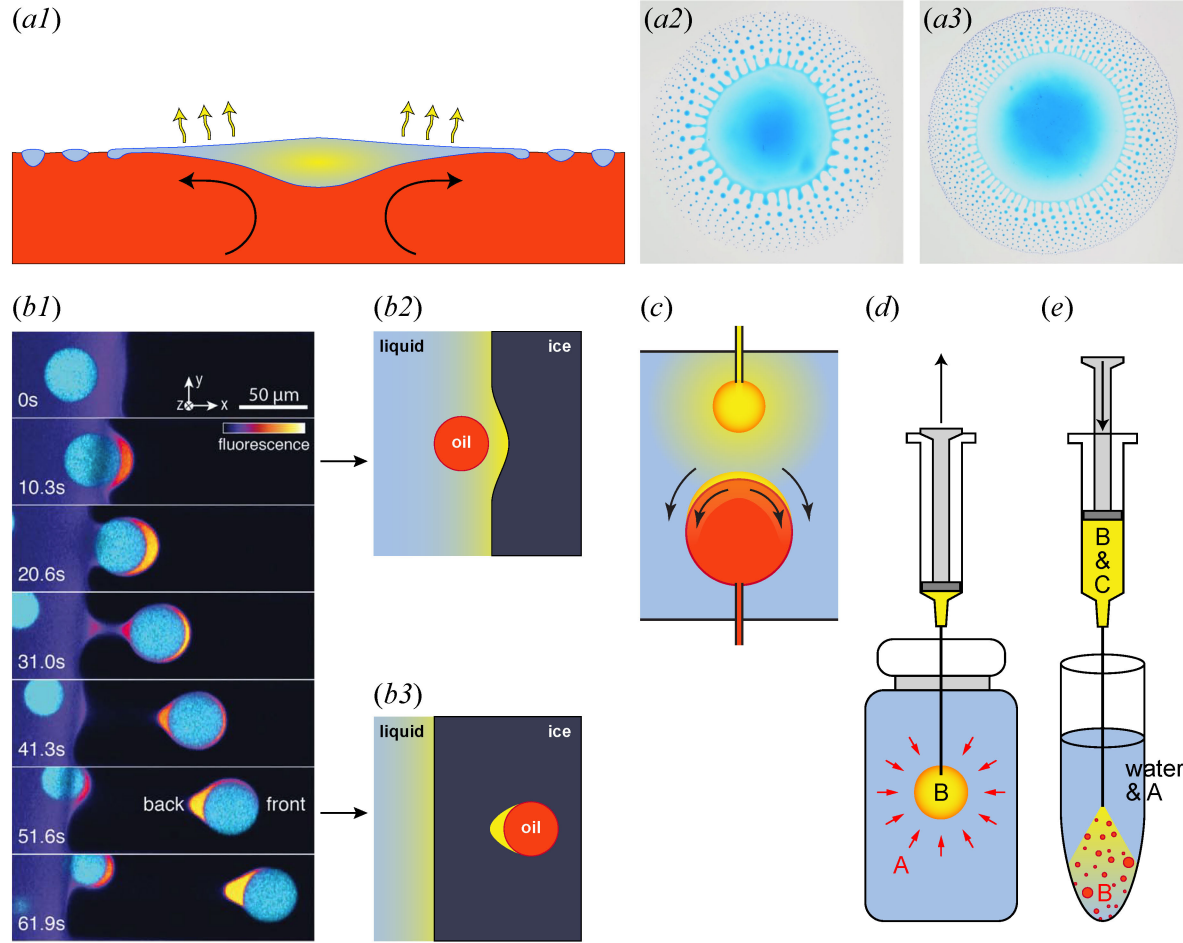 (a1)
(a2)
(a3)
(b1)
0s
y
z x
50 μm
fluorescence
10.3s
20.6s
31.0s
41.3s
back front
51.6s
61.9s
(b2)
liquid ice
oil
(b3)
liquid ice
oil
(c)
(d)
B
A
(e)
B
&
C
water
& A
B